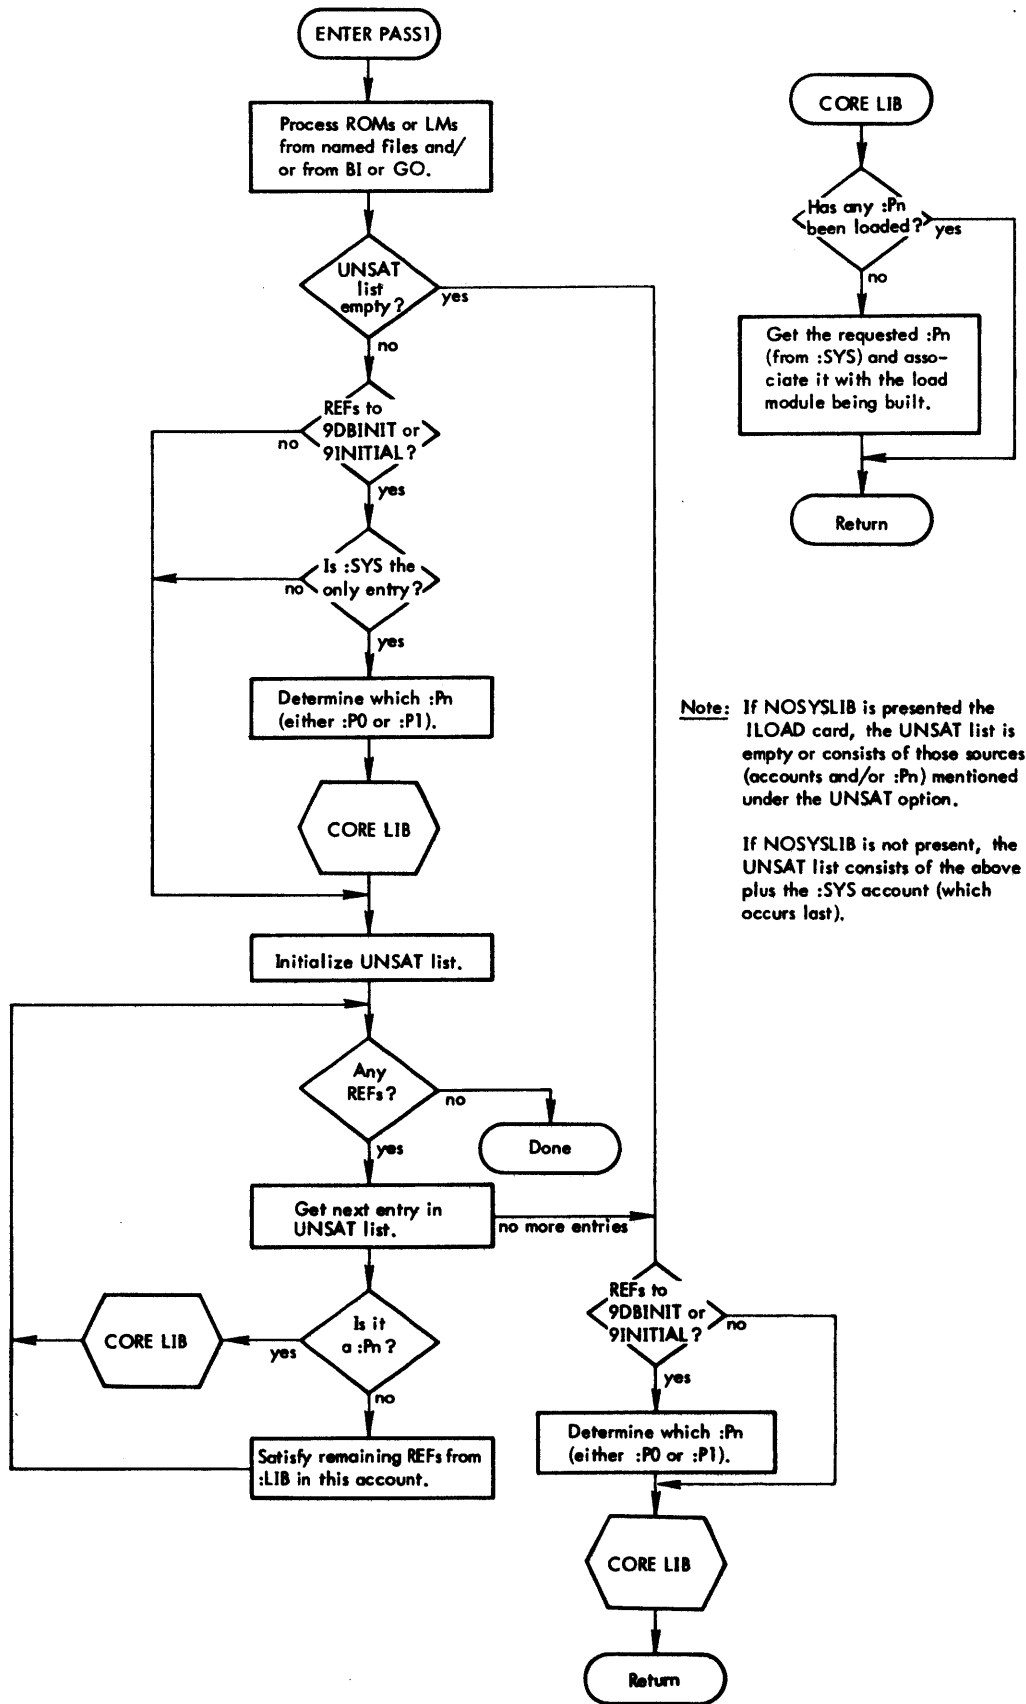 ENTER PASS1
Process ROMs or LMs
from named files and/
or from BI or GO.
UNSAT
list
empty?
yes
no
REFs to
9DBINIT or
9INITIAL?
no
yes
Is :SYS the
only entry?
no
yes
Determine which :Pn
(either :P0 or :P1).
CORE LIB
Initialize UNSAT list.
Any
REFs?
no
Done
yes
Get next entry in
UNSAT list.
no more entries
Is it
a :Pn?
yes
CORE LIB
no
Satisfy remaining REFs from
:LIB in this account.
REFs to
9DBINIT or
9INITIAL?
no
yes
Determine which :Pn
(either :P0 or :P1).
CORE LIB
Return
CORE LIB
Has any :Pn
been loaded?
yes
no
Get the requested :Pn
(from :SYS) and asso-
ciate it with the load
module being built.
Return
Note: If NOSYSLIB is presented the
1LOAD card, the UNSAT list is
empty or consists of those sources
(accounts and/or :Pn) mentioned
under the UNSAT option.
If NOSYSLIB is not present, the
UNSAT list consists of the above
plus the :SYS account (which
occurs last).